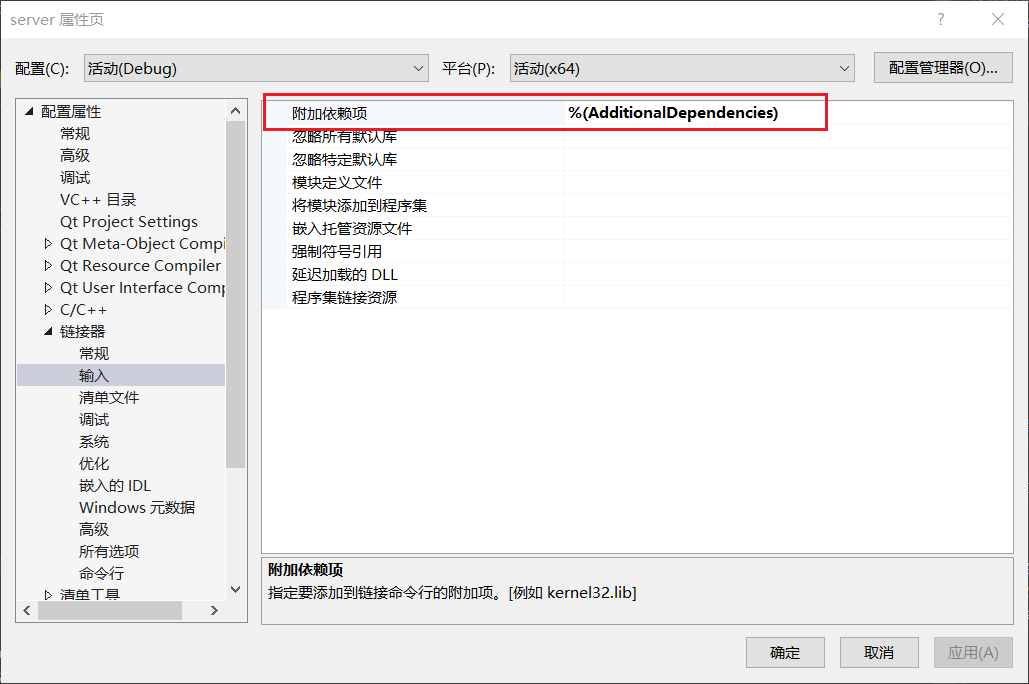 server 属性页
配置(C): 活动(Debug) 平台(P): 活动(x64) 配置管理器(O)...
配置属性
常规
高级
调试
VC++ 目录
Qt Project Settings
Qt Meta-Object Compi
Qt Resource Compiler
Qt User Interface Comp
C/C++
链接器
常规
输入
清单文件
调试
系统
优化
嵌入的 IDL
Windows 元数据
高级
所有选项
命令行
清单工具
附加依赖项 %(AdditionalDependencies)
忽略所有默认库
忽略特定默认库
模块定义文件
将模块添加到程序集
嵌入托管资源文件
强制符号引用
延迟加载的 DLL
程序集链接资源
附加依赖项
指定要添加到链接命令行的附加项。[例如 kernel32.lib]
确定 取消 应用(A)